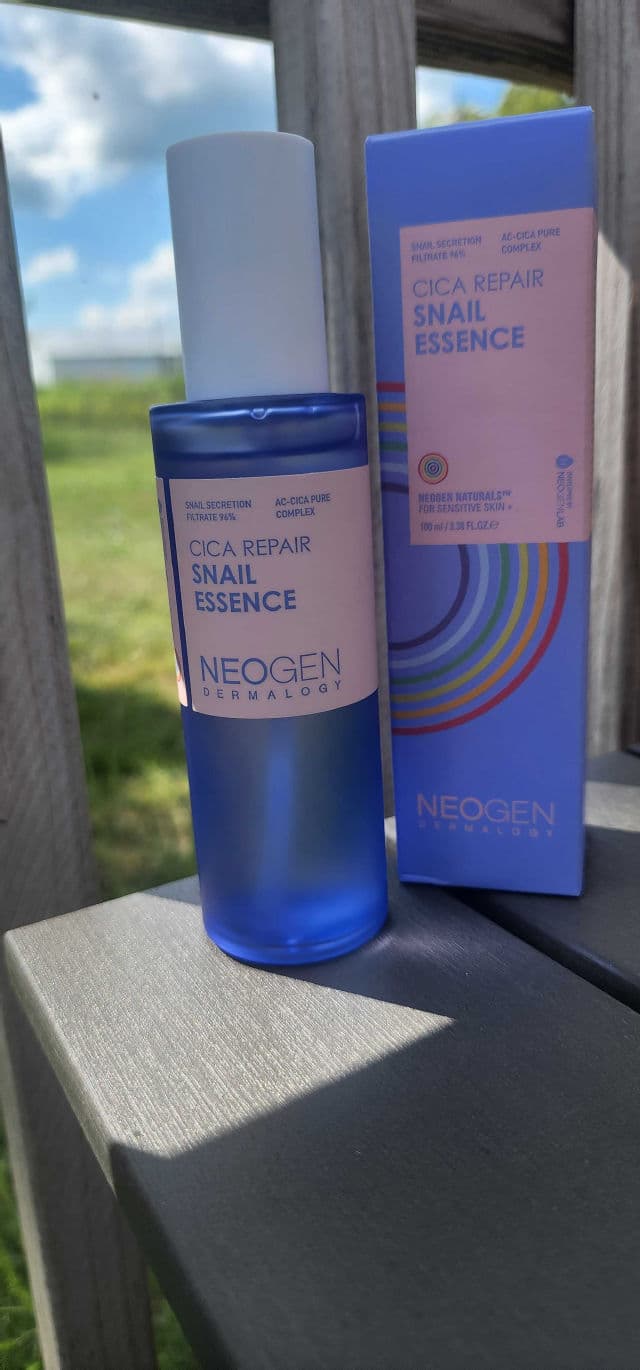 SNAIL SECRETION
FILTRATE 96%
AC-CICA PURE
COMPLEX
CICA REPAIR
SNAIL
ESSENCE
NEOGEN
DERMALOGY
SNAIL SECRETION
FILTRATE 96%
AC-CICA PURE
COMPLEX
CICA REPAIR
SNAIL
ESSENCE
NEOGEN NATURALS™
FOR SENSITIVE SKIN +
100 ml / 3.38 FL.OZ ℮
NEOGENLAB
NEOGEN
DERMALOGY